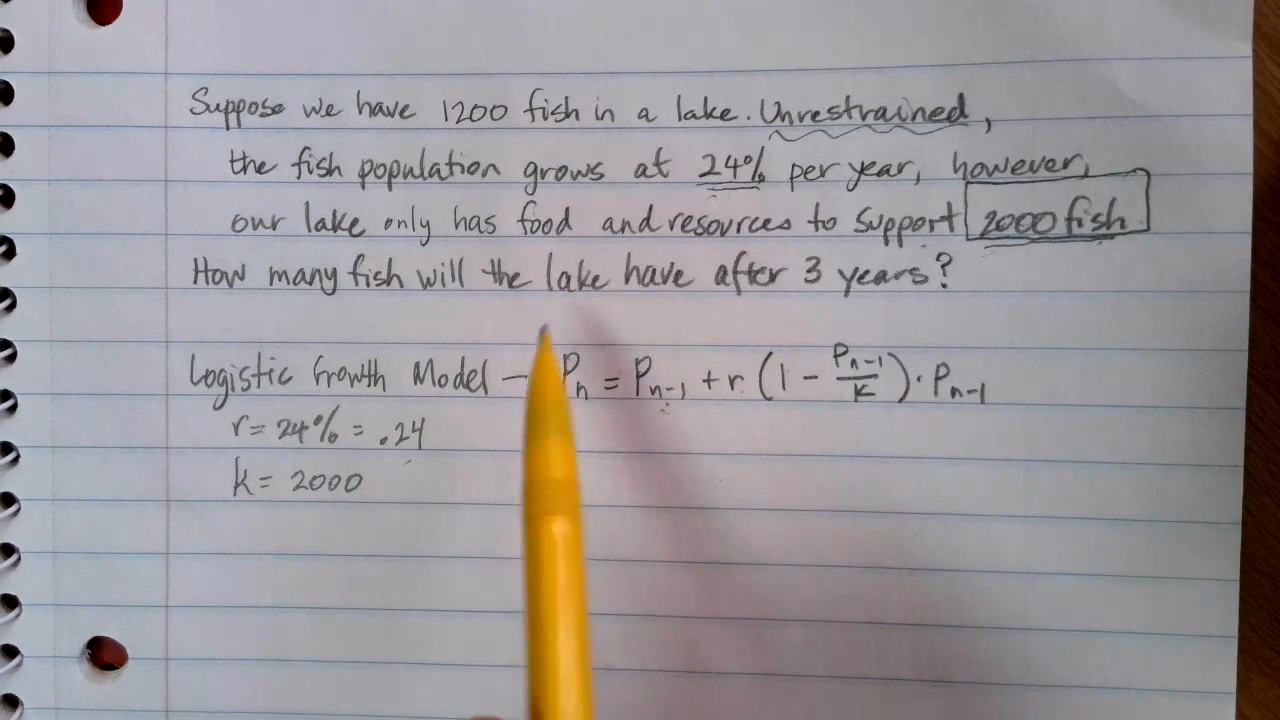 Suppose we have 1200 fish in a lake. Unrestrained,
the fish population grows at 24% per year, however,
our lake only has food and resources to support 2000 fish
How many fish will the lake have after 3 years?
Logistic Growth Model - Pn = Pn-1 + r (1 - Pn-1/K) · Pn-1
r = 24% = .24
k = 2000